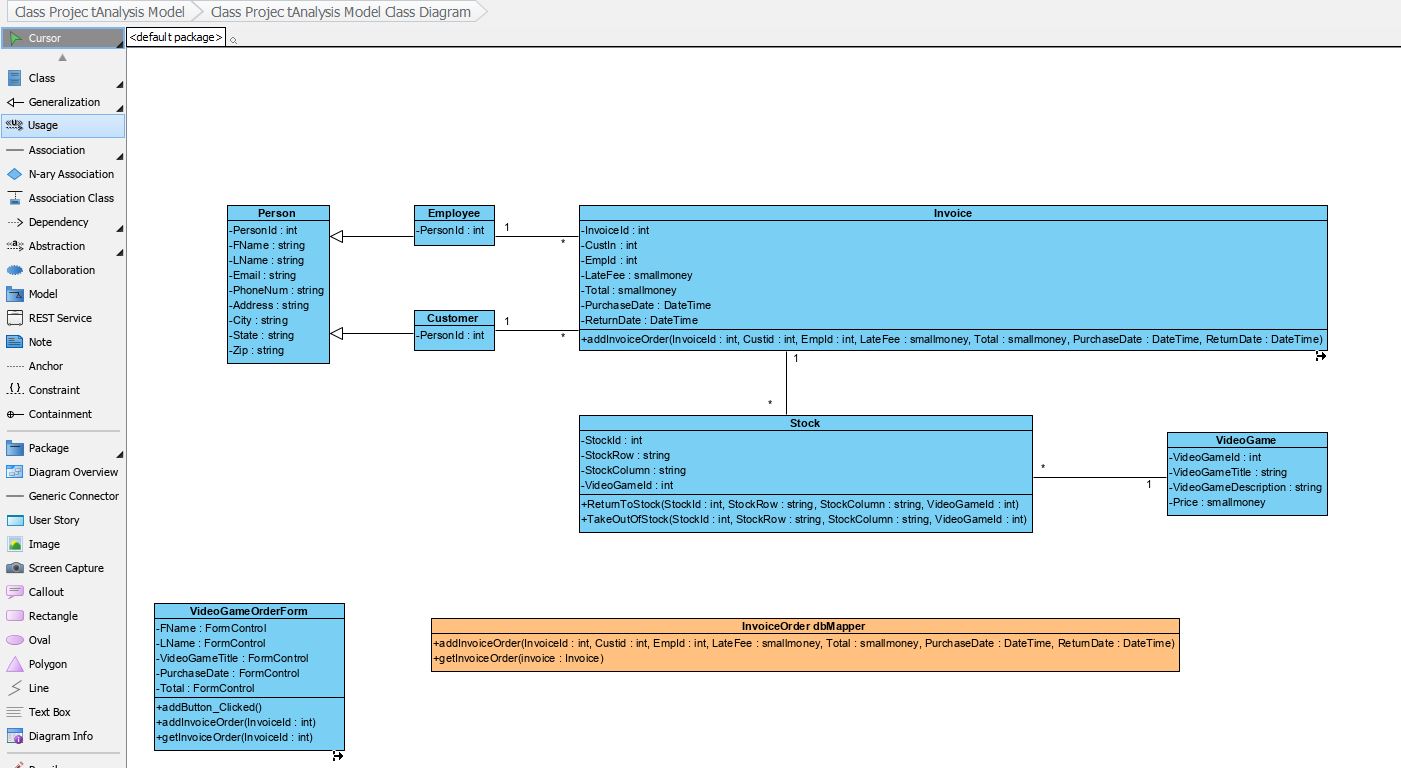 Class Projec tAnalysis Model
Class Projec tAnalysis Model Class Diagram
Cursor
<default package>
Class
Generalization
Usage
Association
N-ary Association
Association Class
Dependency
Abstraction
Collaboration
Model
REST Service
Note
Anchor
Constraint
Containment
Package
Diagram Overview
Generic Connector
User Story
Image
Screen Capture
Callout
Rectangle
Oval
Polygon
Line
Text Box
Diagram Info
Person
-PersonId : int
-FName : string
-LName : string
-Email : string
-PhoneNum : string
-Address : string
-City : string
-State : string
-Zip : string
Employee
-PersonId : int
1
*
Customer
-PersonId : int
1
*
Invoice
-InvoiceId : int
-CustIn : int
-EmpId : int
-LateFee : smallmoney
-Total : smallmoney
-PurchaseDate : DateTime
-ReturnDate : DateTime
+addInvoiceOrder(InvoiceId : int, Custid : int, EmpId : int, LateFee : smallmoney, Total : smallmoney, PurchaseDate : DateTime, ReturnDate : DateTime)
1
*
Stock
-StockId : int
-StockRow : string
-StockColumn : string
-VideoGameId : int
+ReturnToStock(StockId : int, StockRow : string, StockColumn : string, VideoGameId : int)
+TakeOutOfStock(StockId : int, StockRow : string, StockColumn : string, VideoGameId : int)
*
1
VideoGame
-VideoGameId : int
-VideoGameTitle : string
-VideoGameDescription : string
-Price : smallmoney
VideoGameOrderForm
-FName : FormControl
-LName : FormControl
-VideoGameTitle : FormControl
-PurchaseDate : FormControl
-Total : FormControl
+addButton_Clicked()
+addInvoiceOrder(InvoiceId : int)
+getInvoiceOrder(InvoiceId : int)
InvoiceOrder dbMapper
+addInvoiceOrder(InvoiceId : int, Custid : int, EmpId : int, LateFee : smallmoney, Total : smallmoney, PurchaseDate : DateTime, ReturnDate : DateTime)
+getInvoiceOrder(invoice : Invoice)